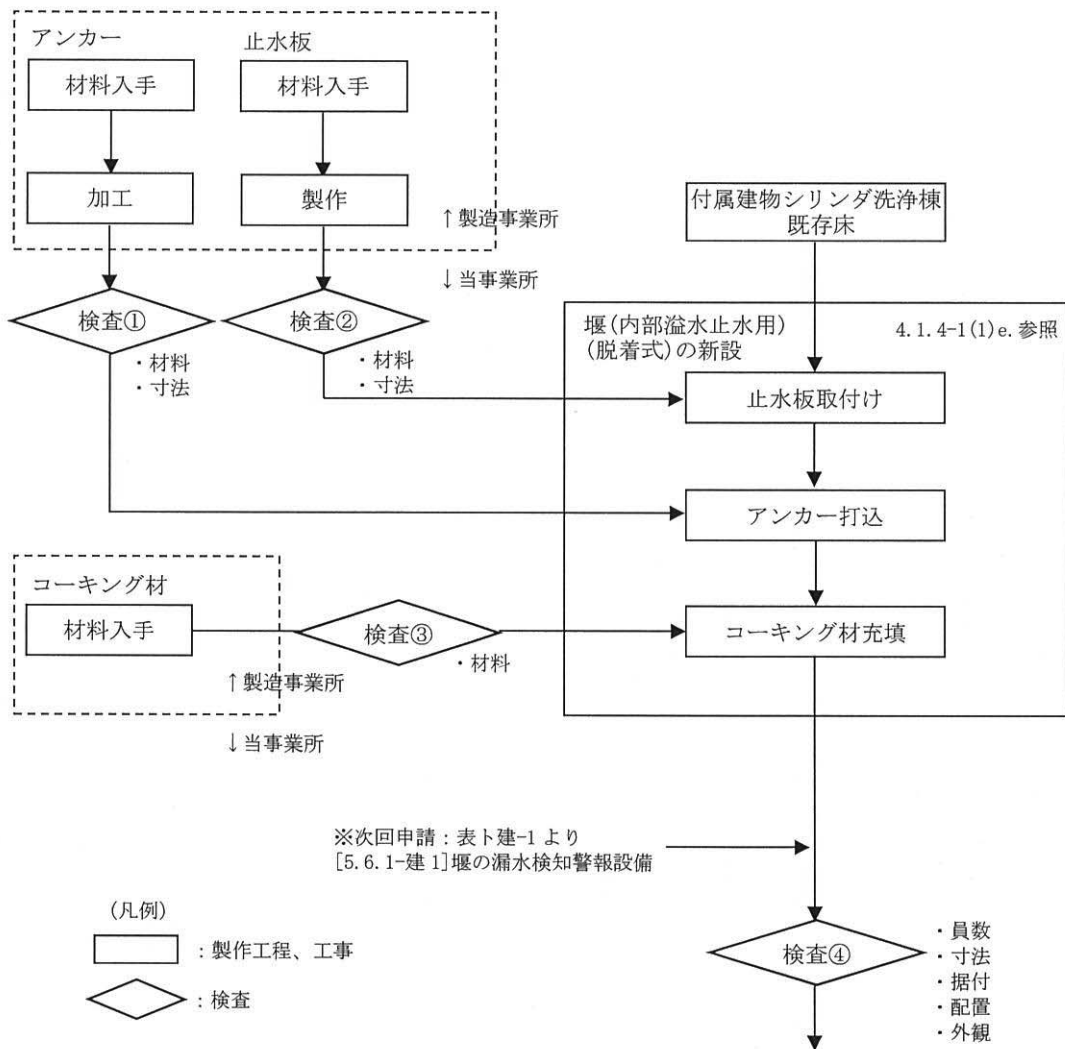 アンカー
止水板
材料入手
材料入手
加工
製作
↑製造事業所
↓当事業所
付属建物シリンダ洗浄棟
既存床
検査①
・材料
・寸法
検査②
・材料
・寸法
堰(内部溢水止水用)
(脱着式)の新設
4.1.4-1(1)e.参照
止水板取付け
アンカー打込
コーキング材
材料入手
検査③
・材料
コーキング材充填
↑製造事業所
↓当事業所
※次回申請：表ト建-1 より
[5.6.1-建 1]堰の漏水検知警報設備
検査④
・員数
・寸法
・据付
・配置
・外観
(凡例)
：製作工程、工事
：検査